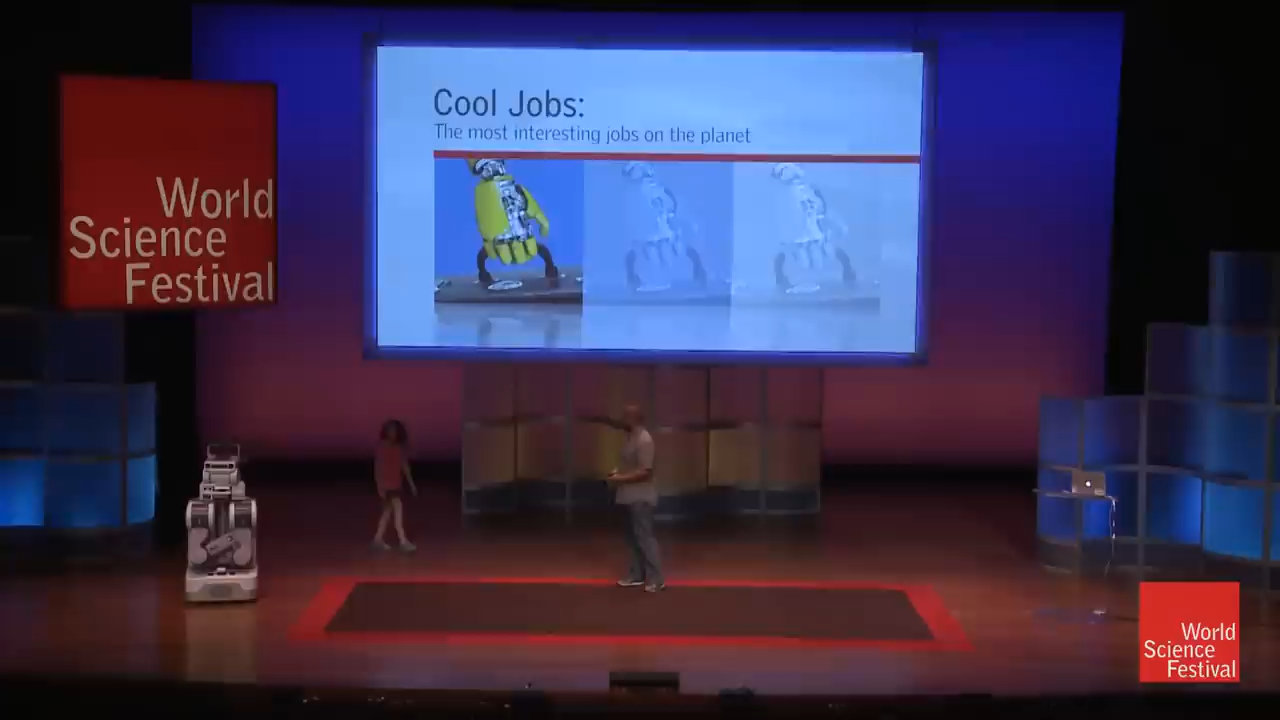 Cool Jobs:
The most interesting jobs on the planet
World
Science
Festival
World
Science
Festival